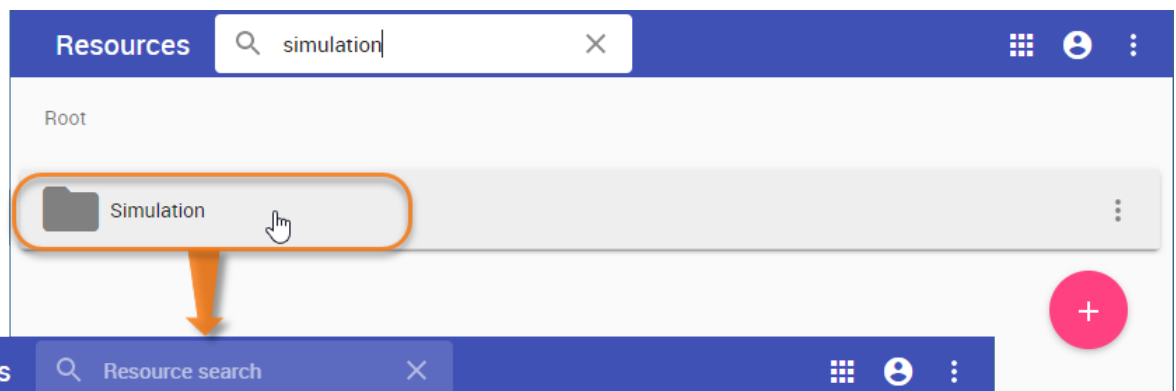 Resources simulation
Root
Simulation
s Resource search